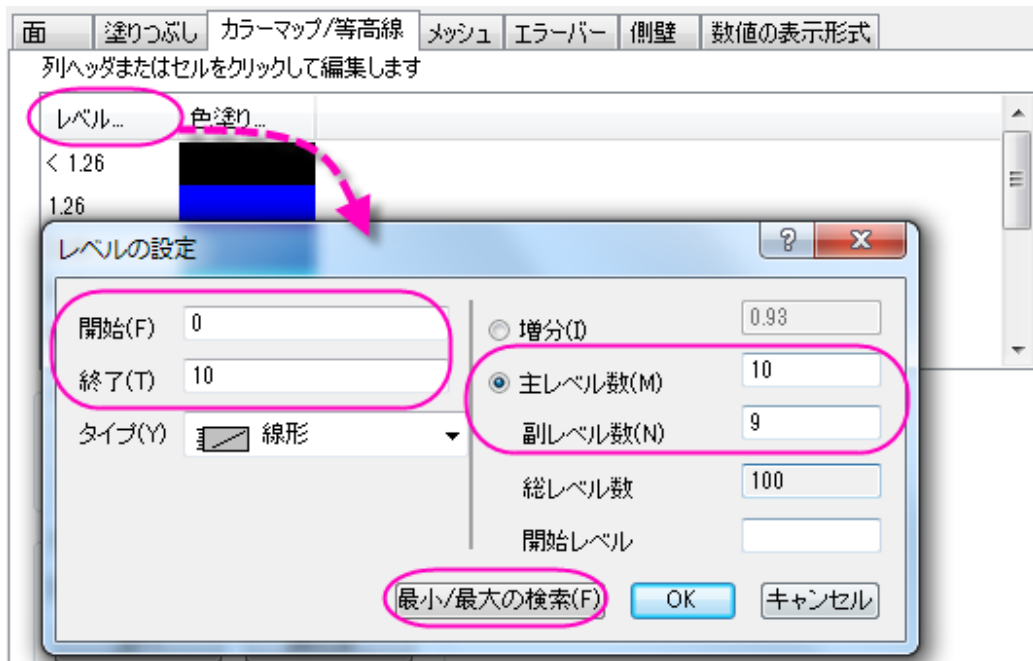 面 塗りつぶし カラーマップ/等高線 メッシュ エラーバー 側壁 数値の表示形式
列ヘッダまたはセルをクリックして編集します
レベル... 色塗り...
< 1.26
1.26
レベルの設定
開始(F) 0
終了(T) 10
タイプ(Y) 線形
増分(I) 0.93
主レベル数(M) 10
副レベル数(N) 9
総レベル数 100
開始レベル
最小/最大の検索(F) OK キャンセル